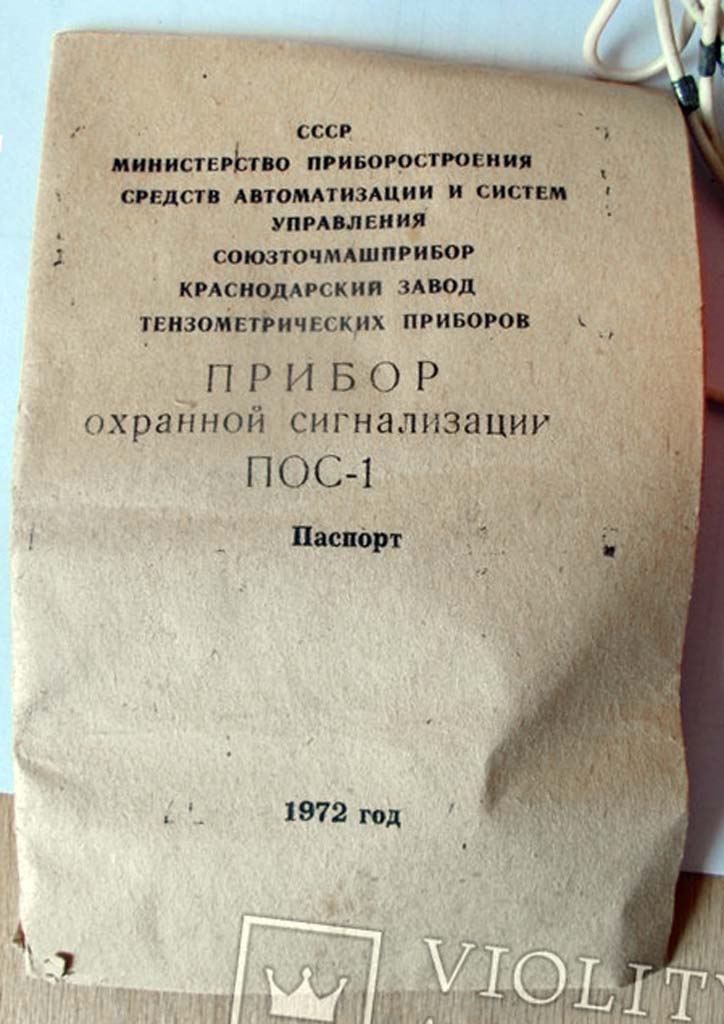 СССР
МИНИСТЕРСТВО ПРИБОРОСТРОЕНИЯ
СРЕДСТВ АВТОМАТИЗАЦИИ И СИСТЕМ
УПРАВЛЕНИЯ
СОЮЗТОЧМАШПРИБОР
КРАСНОДАРСКИЙ ЗАВОД
ТЕНЗОМЕТРИЧЕСКИХ ПРИБОРОВ
ПРИБОР
охранной сигнализации
ПОС-1
Паспорт
1972 год
VIOLITY